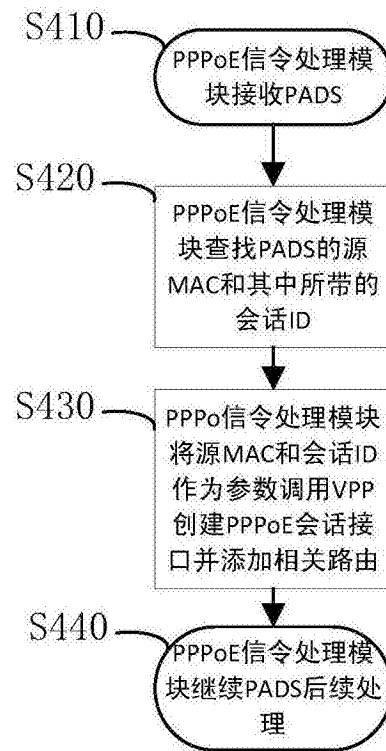 S410
PPPoE信令处理模
块接收PADS
S420
PPPoE信令处理模
块查找PADS的源
MAC和其中所带的
会话ID
S430
PPPo信令处理模块
将源MAC和会话ID
作为参数调用VPP
创建PPPoE会话接
口并添加相关路由
S440
PPPoE信令处理模
块继续PADS后续处
理